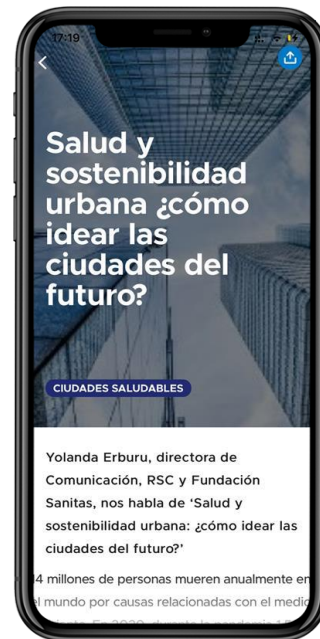 17:19
Salud y
sostenibilidad
urbana ¿cómo
idear las
ciudades del
futuro?
CIUDADES SALUDABLES
Yolanda Erburu, directora de
Comunicación, RSC y Fundación
Sanitas, nos habla de ‘Salud y
sostenibilidad urbana: ¿cómo idear las
ciudades del futuro?’
4 millones de personas mueren anualmente en
el mundo por causas relacionadas con el medio